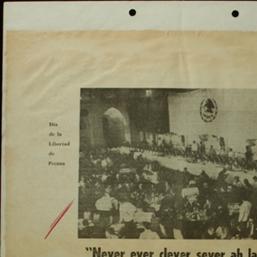 Día
de la
Libertad
de
Prensa
"Never ever clever sever ah la